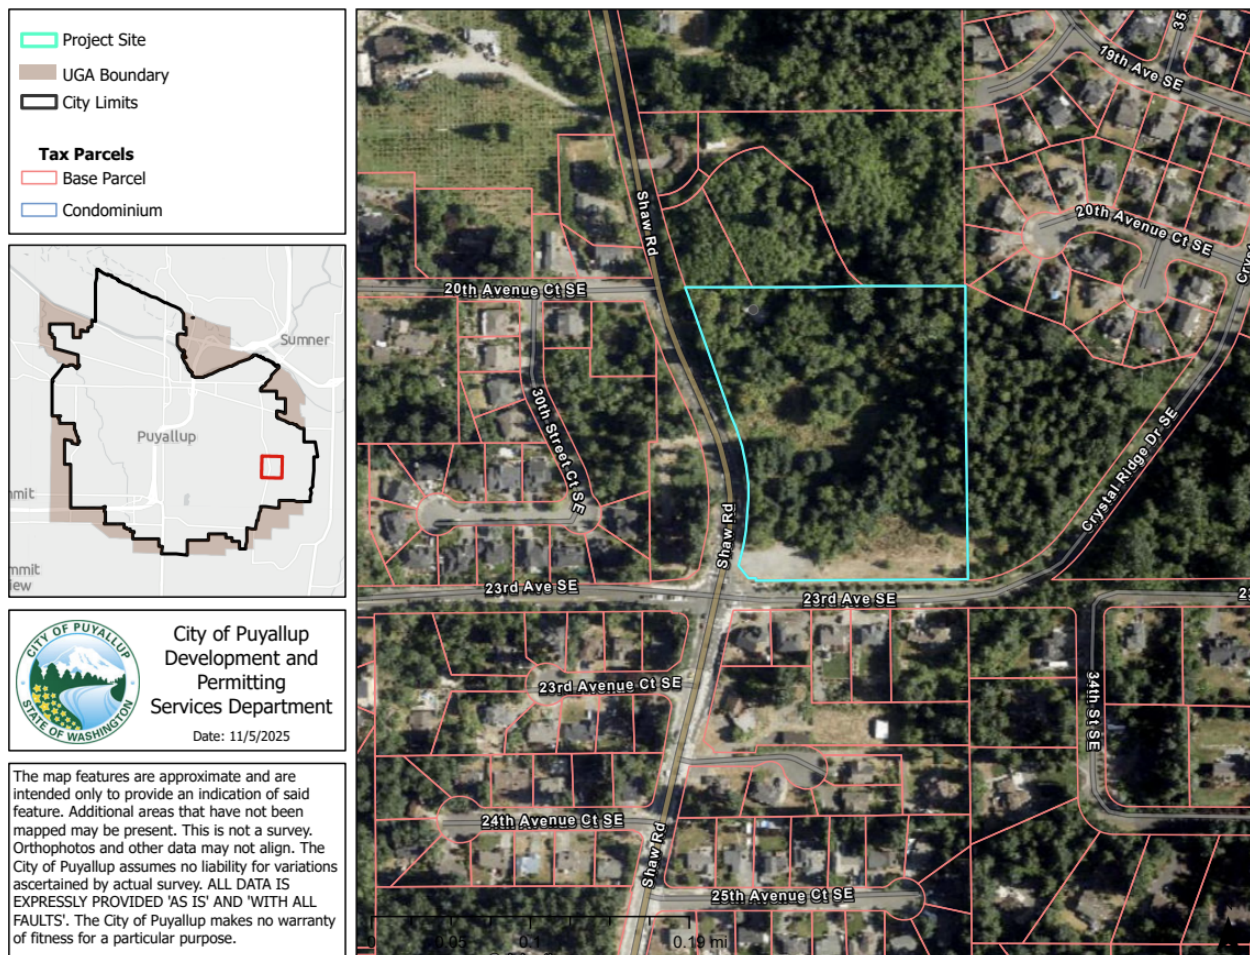 Project Site
UGA Boundary
City Limits
Tax Parcels
Base Parcel
Condominium
Sumner
Puyallup
mit
mmit
iew
CITY OF PUYALLUP
STATE OF WASHINGTON
City of Puyallup
Development and
Permitting
Services Department
Date: 11/5/2025
The map features are approximate and are
intended only to provide an indication of said
feature. Additional areas that have not been
mapped may be present. This is not a survey.
Orthophotos and other data may not align. The
City of Puyallup assumes no liability for variations
ascertained by actual survey. ALL DATA IS
EXPRESSLY PROVIDED 'AS IS' AND 'WITH ALL
FAULTS'. The City of Puyallup makes no warranty
of fitness for a particular purpose.
35
19th Ave SE
Shaw Rd
20th Avenue Ct SE
Cry
20th Avenue Ct SE
30th Street Ct SE
Crystal Ridge Dr SE
Shaw Rd
23rd Ave SE
23rd Ave SE
23
23rd Avenue Ct SE
34th St SE
24th Avenue Ct SE
Shaw Rd
25th Avenue Ct SE
0 0.05 0.1 0.19 mi